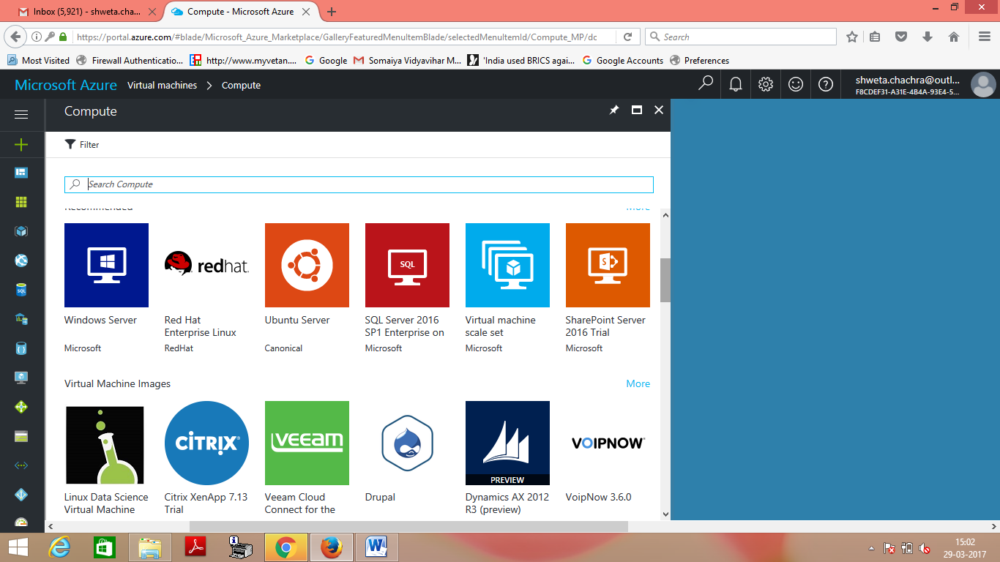 Inbox (5,921) - shweta.cha...
Compute - Microsoft Azure
https://portal.azure.com/#blade/Microsoft_Azure_Marketplace/GalleryFeaturedMenuItemBlade/selectedMenuItemId/Compute_MP/dc
Search
Most Visited
Firewall Authenticatio...
http://www.myvetan....
Google
Somaiya Vidyavihar M...
'India used BRICS agai...
Google Accounts
Preferences
Microsoft Azure
Virtual machines > Compute
shweta.chachra@outl...
F8CDEF31-A31E-4B4A-93E4-5...
Compute
Filter
Search Compute
Recommended
More
redhat.
SQL
S
Windows Server
Red Hat
Enterprise Linux
Ubuntu Server
SQL Server 2016
SP1 Enterprise on
Virtual machine
scale set
SharePoint Server
2016 Trial
Microsoft
RedHat
Canonical
Microsoft
Microsoft
Microsoft
Virtual Machine Images
More
CİTRIX®
veeam
PREVIEW
VOIPNOW®
Linux Data Science
Virtual Machine
Citrix XenApp 7.13
Trial
Veeam Cloud
Connect for the
Drupal
Dynamics AX 2012
R3 (preview)
VoipNow 3.6.0
SQL
15:02
29-03-2017